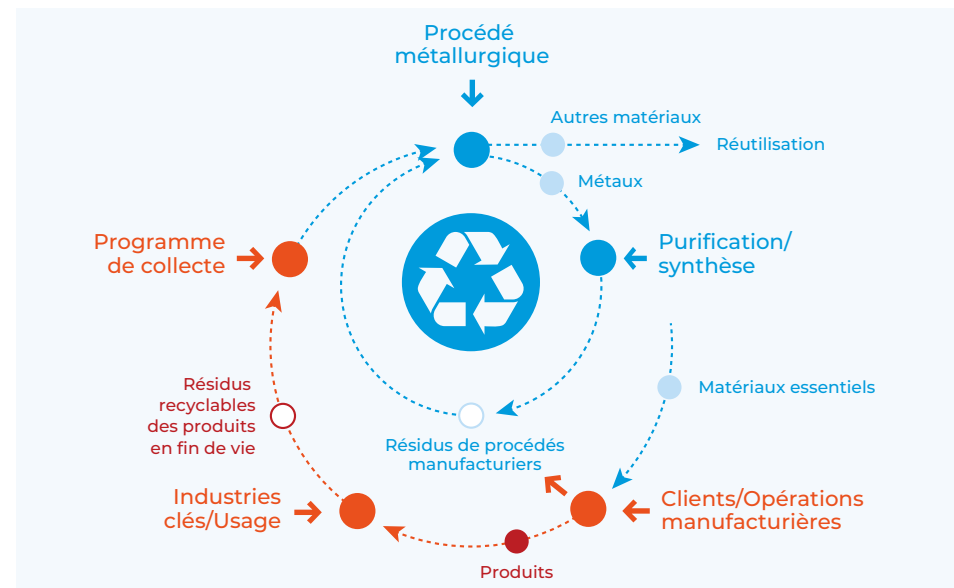 Procédé
métallurgique
Autres matériaux
Réutilisation
Métaux
Programme
de collecte
Purification/
synthèse
Matériaux essentiels
Résidus
recyclables
des produits
en fin de vie
Résidus de procédés
manufacturiers
Industries
clés/Usage
Clients/Opérations
manufacturières
Produits